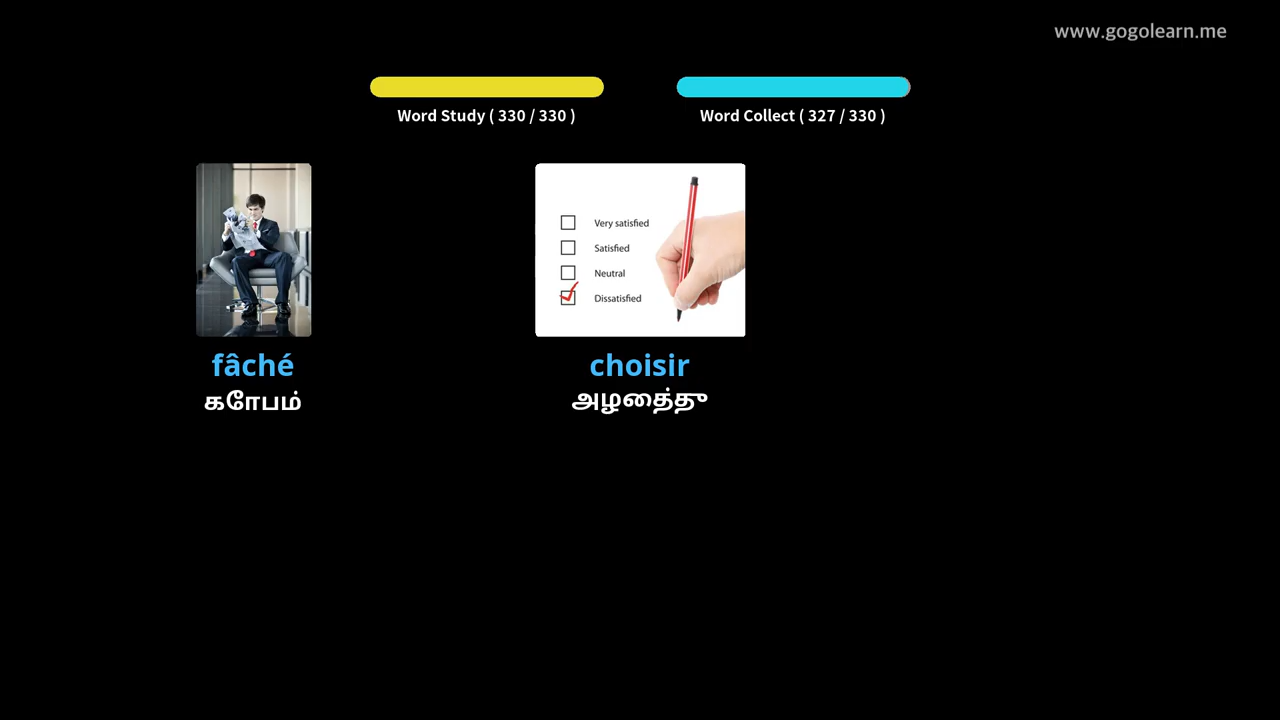 www.gogolearn.me
Word Study ( 330 / 330 )
Word Collect ( 327 / 330 )
Very satisfied
Satisfied
Neutral
Dissatisfied
fâché
கோபம்
choisir
அழைத்து